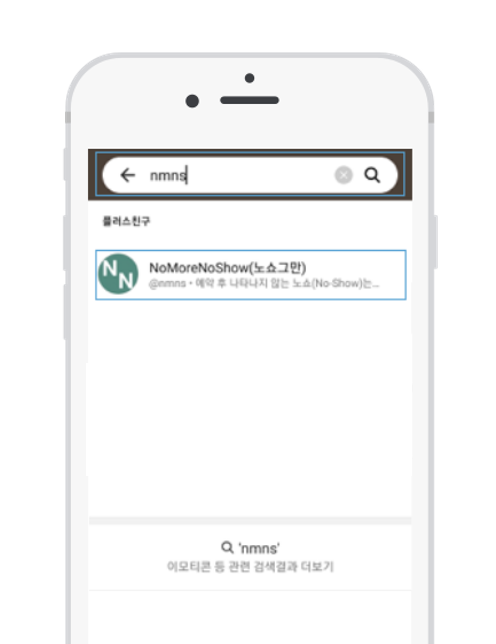 nmns
플러스친구
NN
NoMoreNoShow(노쇼그만)
@nmns • 예약 후 나타나지 않는 노쇼(No-Show)는...
'nmns'
이모티콘 등 관련 검색결과 더보기